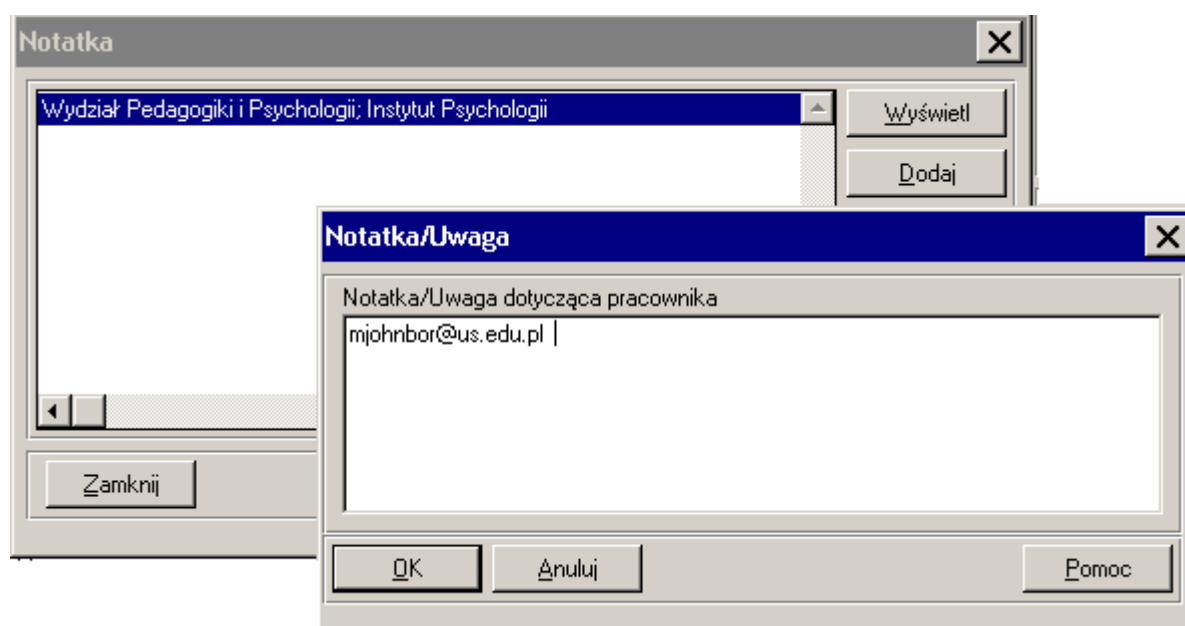 Notatka
Wydział Pedagogiki i Psychologii; Instytut Psychologii
Wyświetl
Dodaj
Notatka/Uwaga
Notatka/Uwaga dotycząca pracownika
mjohnbor@us.edu.pl
Zamknij
OK
Anuluj
Pomoc